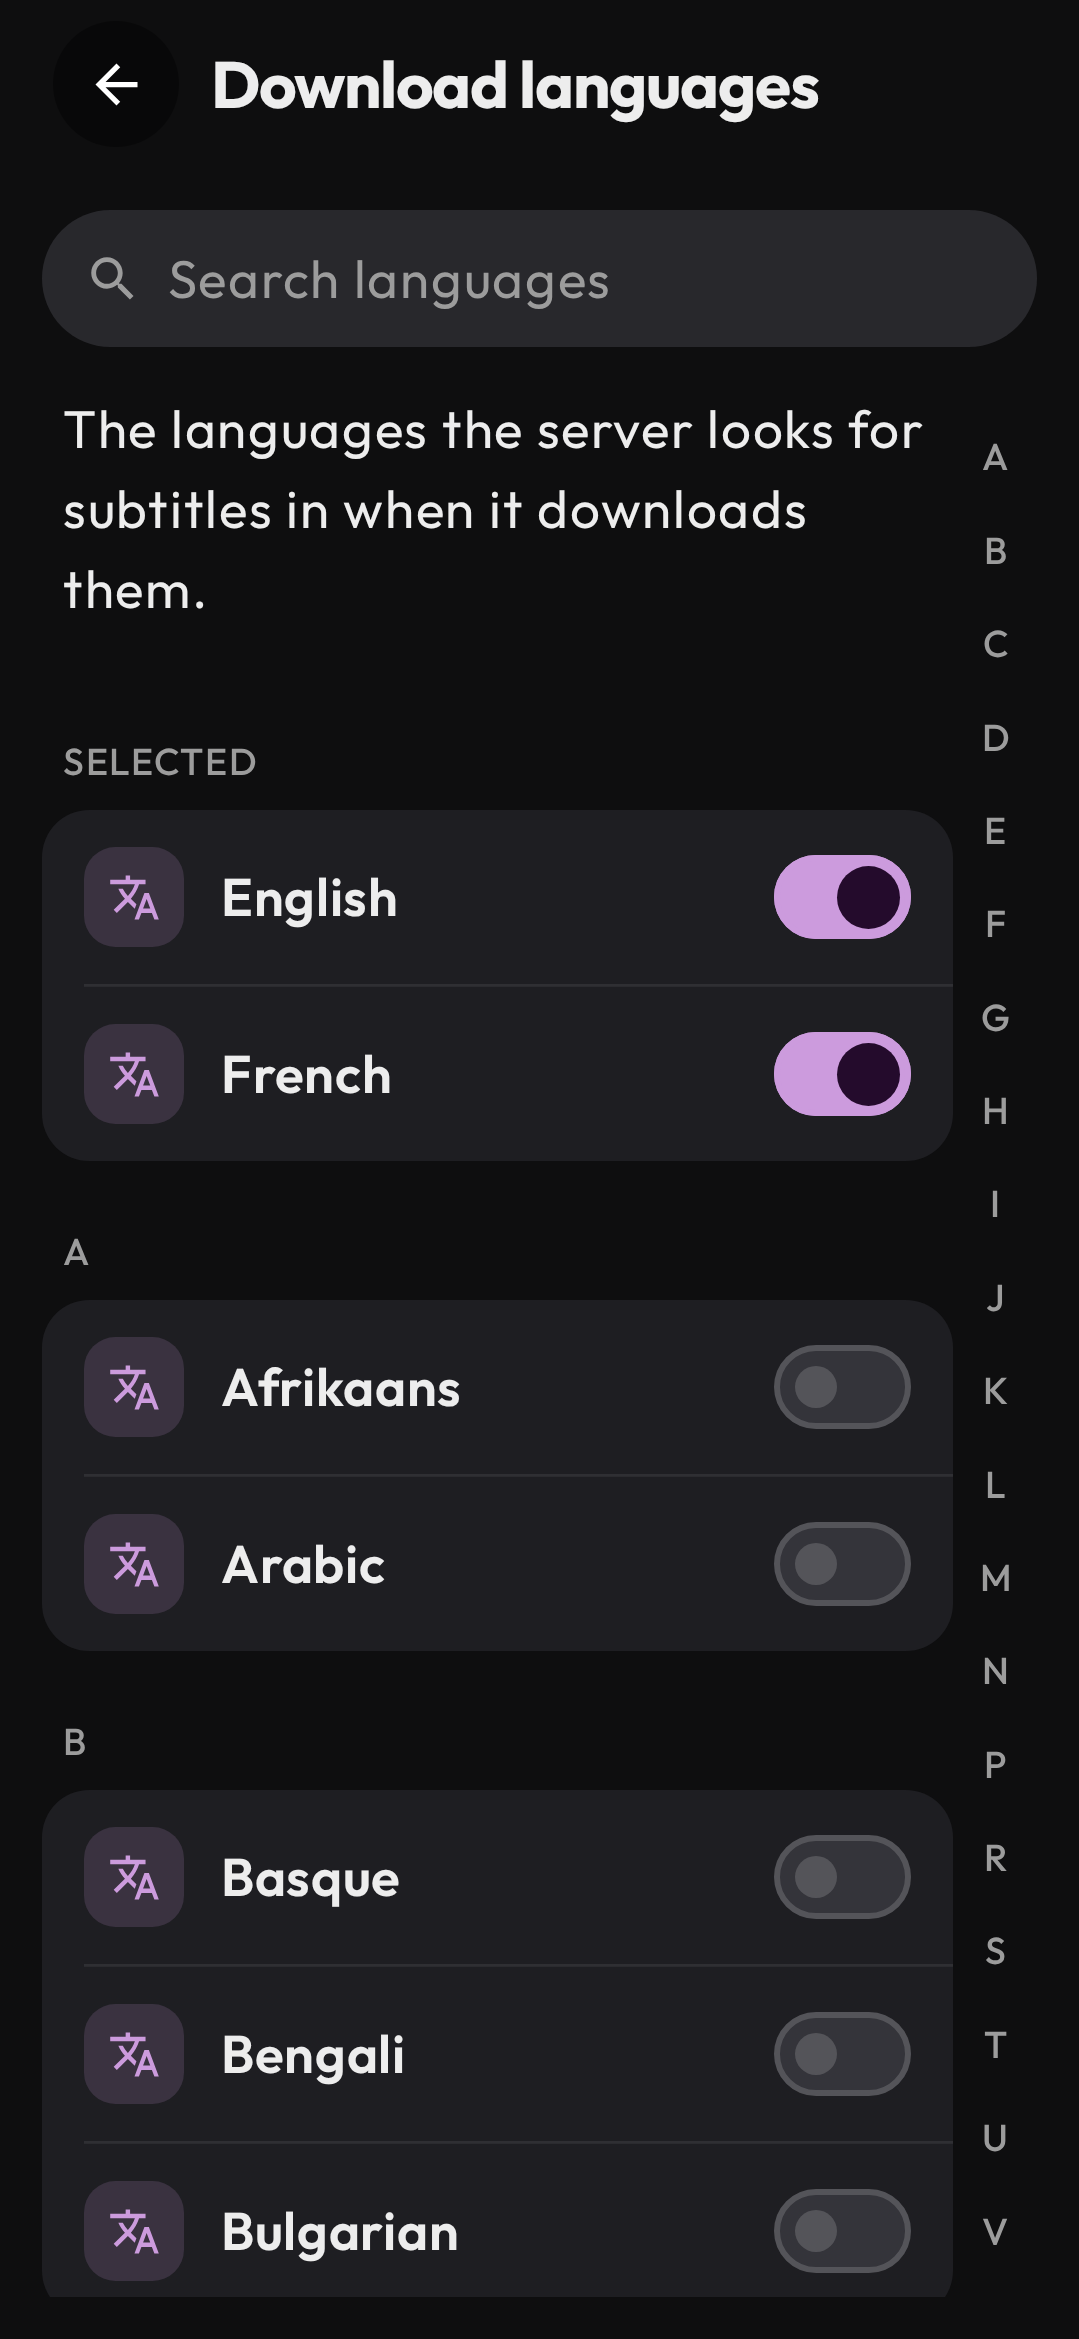 Download languages
Search languages
The languages the server looks for
subtitles in when it downloads
them.
SELECTED
English
French
A
Afrikaans
Arabic
B
Basque
Bengali
Bulgarian
A
B
C
D
E
F
G
H
I
J
K
L
M
N
P
R
S
T
U
V